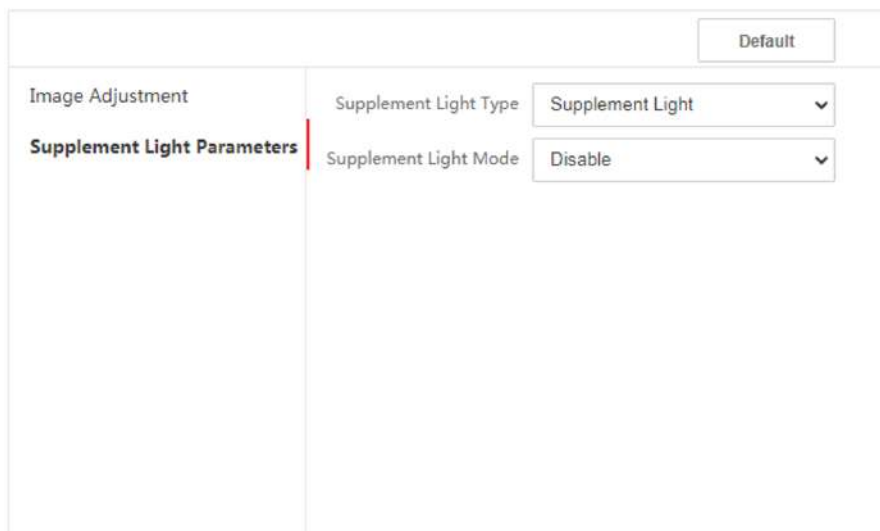 Default
Image Adjustment
Supplement Light Parameters
Supplement Light Type
Supplement Light
Supplement Light Mode
Disable